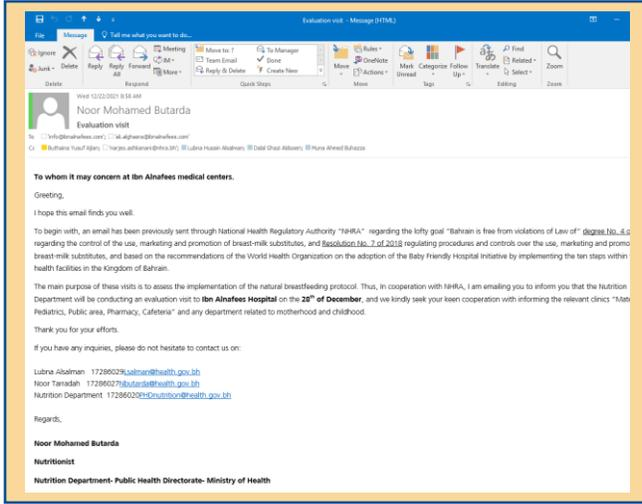 Evaluation visit - Message (HTML)
File Message Tell me what you want to do...
Ignore
Junk
Delete
Reply Reply All Forward
Meeting
IM
More
Move to: ?
Team Email
Reply & Delete
To Manager
Done
Create New
Move
Rules
OneNote
Actions
Mark Unread Categorize Follow Up
Translate
Find
Related
Select
Zoom
Delete Respond Quick Steps Move Tags Editing Zoom
Wed 12/22/2021 8:58 AM
Noor Mohamed Butarda
Evaluation visit
Cc Buthaina Yusuf Ajlan; Lubna Husain Alsalman; Dalal Ghazi Muna Ahmed Buhazza
To whom it may concern at Ibn Alnafees medical centers.
Greeting,
I hope this email finds you well.
To begin with, an email has been previously sent through National Health Regulatory Authority "NHRA" regarding the lofty goal "Bahrain is free from violations of Law of" degree No. 4
regarding the control of the use, marketing and promotion of breast-milk substitutes, and Resolution No. 7 of 2018 regulating procedures and controls over the use, marketing and promo
breast-milk substitutes, and based on the recommendations of the World Health Organization on the adoption of the Baby Friendly Hospital Initiative by implementing the ten steps within
health facilities in the Kingdom of Bahrain.
The main purpose of these visits is to assess the implementation of the natural breastfeeding protocol. Thus, In cooperation with NHRA, I am emailing you to inform you that the Nutrition
Department will be conducting an evaluation visit to Ibn Alnafees Hospital on the 28th of December, and we kindly seek your keen cooperation with informing the relevant clinics "Mate
Pediatrics, Public area, Pharmacy, Cafeteria" and any department related to motherhood and childhood.
Thank you for your efforts.
If you have any inquiries, please do not hesitate to contact us on:
Lubna Alsalman 17286029Lsalman@health.gov.bh
Noor Tarradah 17286027Nbutarda@health.gov.bh
Nutrition Department 17286020PHDnutrition@health.gov.bh
Regards,
Noor Mohamed Butarda
Nutritionist
Nutrition Department- Public Health Directorate- Ministry of Health